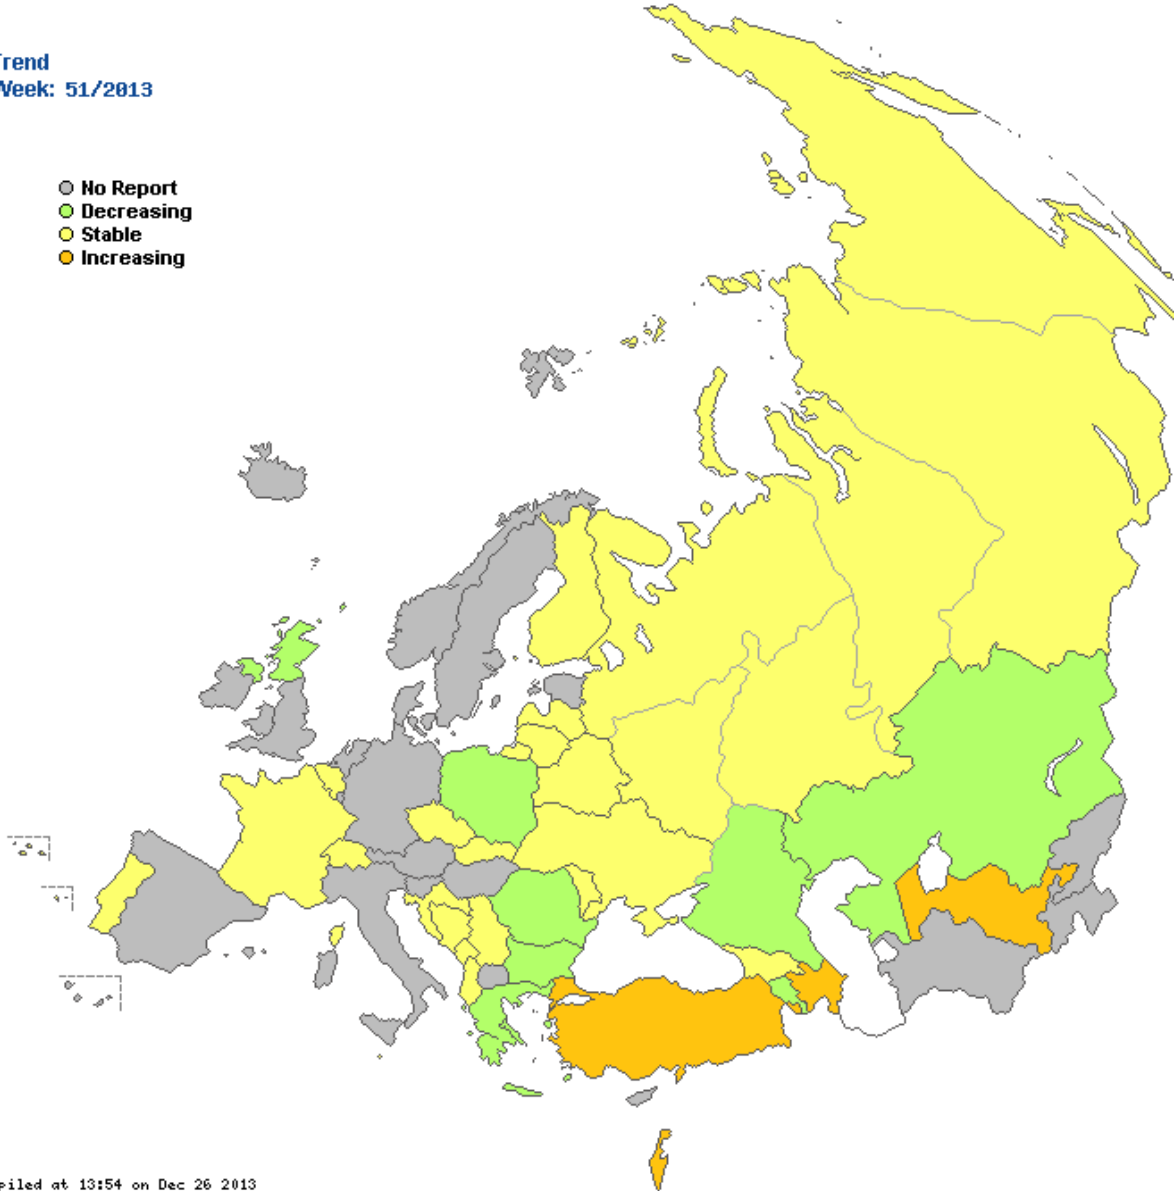 Trend
Week: 51/2013
No Report
Decreasing
Stable
Increasing
piled at 13:54 on Dec 26 2013